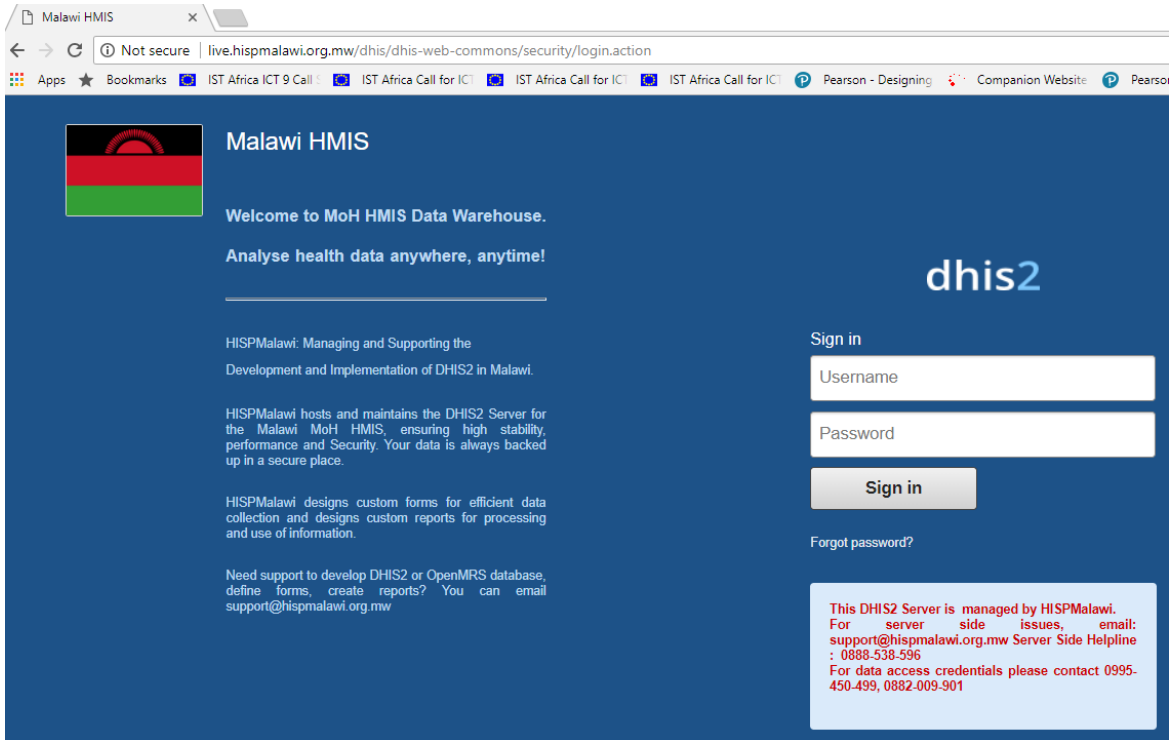 Malawi HMIS
Not secure live.hispmalawi.org.mw/dhis/dhis-web-commons/security/login.action
Apps Bookmarks IST Africa ICT 9 Call IST Africa Call for ICT IST Africa Call for ICT IST Africa Call for ICT Pearson - Designing Companion Website Pearson
Malawi HMIS
Welcome to MoH HMIS Data Warehouse.
Analyse health data anywhere, anytime!
HISPMalawi: Managing and Supporting the
Development and Implementation of DHIS2 in Malawi.
HISPMalawi hosts and maintains the DHIS2 Server for
the Malawi MoH HMIS, ensuring high stability,
performance and Security. Your data is always backed
up in a secure place.
HISPMalawi designs custom forms for efficient data
collection and designs custom reports for processing
and use of information.
Need support to develop DHIS2 or OpenMRS database,
define forms, create reports? You can email
support@hispmalawi.org.mw
dhis2
Sign in
Username
Password
Sign in
Forgot password?
This DHIS2 Server is managed by HISPMalawi.
For server side issues, email:
support@hispmalawi.org.mw Server Side Helpline
: 0888-538-596
For data access credentials please contact 0995-
450-499, 0882-009-901